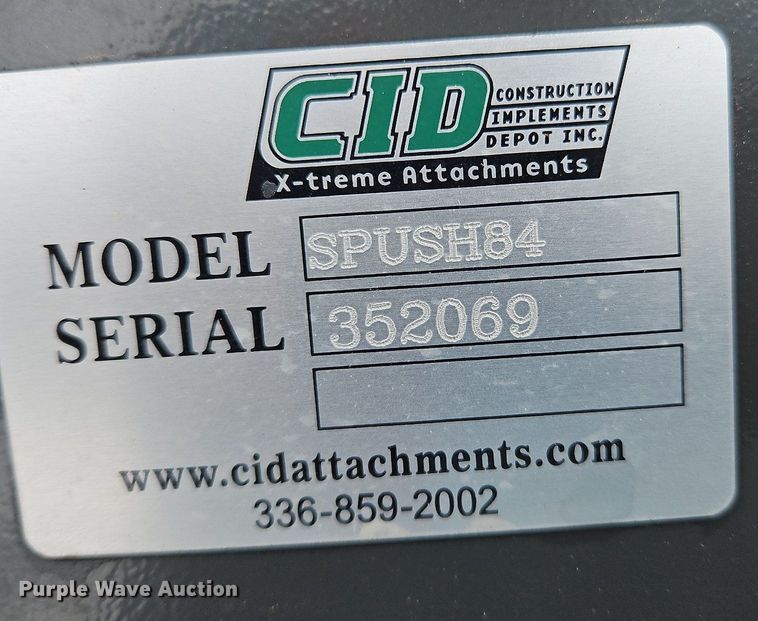 CID
CONSTRUCTION
IMPLEMENTS
DEPOT INC.
X-treme Attachments
MODEL SPUSH84
SERIAL 352069
www.cidattachments.com
336-859-2002
Purple Wave Auction